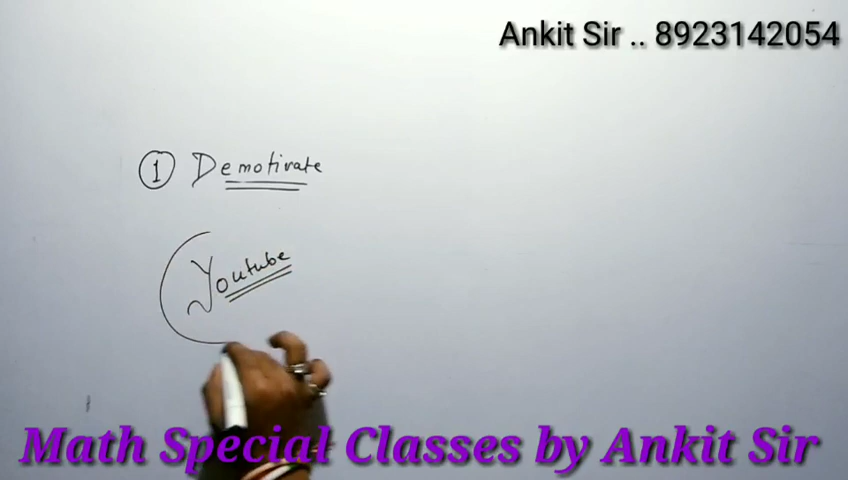 Ankit Sir .. 8923142054
① Demotivate
Youtube
Math Special Classes by Ankit Sir